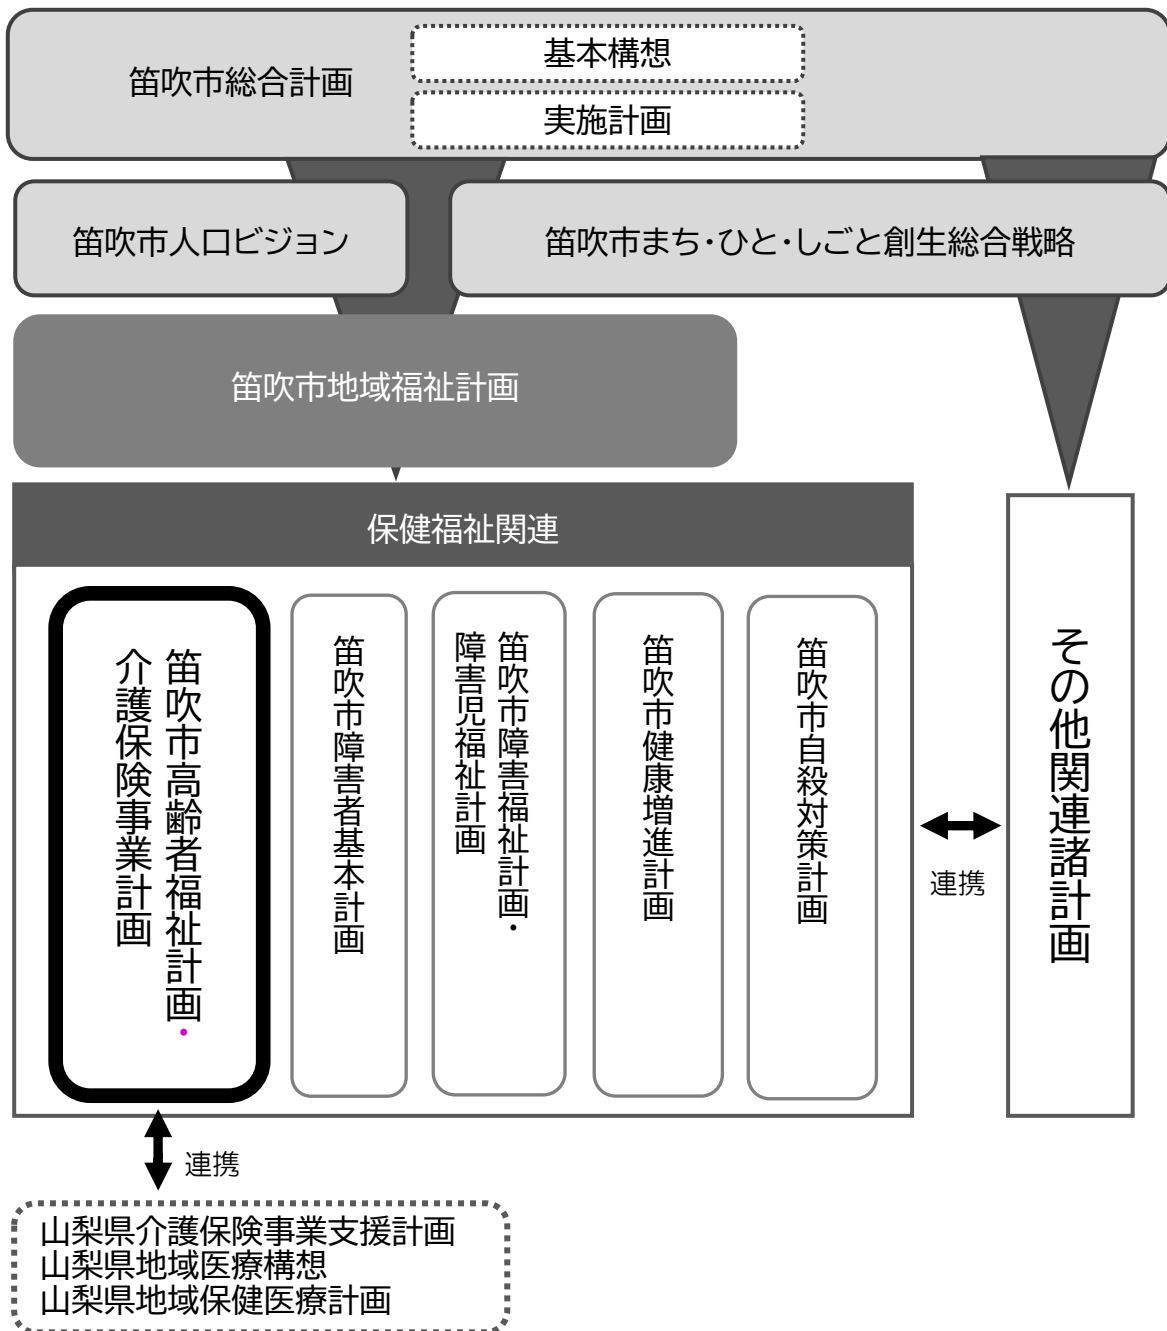 笛吹市総合計画
基本構想
実施計画
笛吹市人口ビジョン
笛吹市まち・ひと・しごと創生総合戦略
笛吹市地域福祉計画
保健福祉関連
笛吹市高齢者福祉計画・
介護保険事業計画
笛吹市障害者基本計画
笛吹市障害福祉計画・
障害児福祉計画
笛吹市健康増進計画
笛吹市自殺対策計画
連携
その他関連諸計画
連携
山梨県介護保険事業支援計画
山梨県地域医療構想
山梨県地域保健医療計画